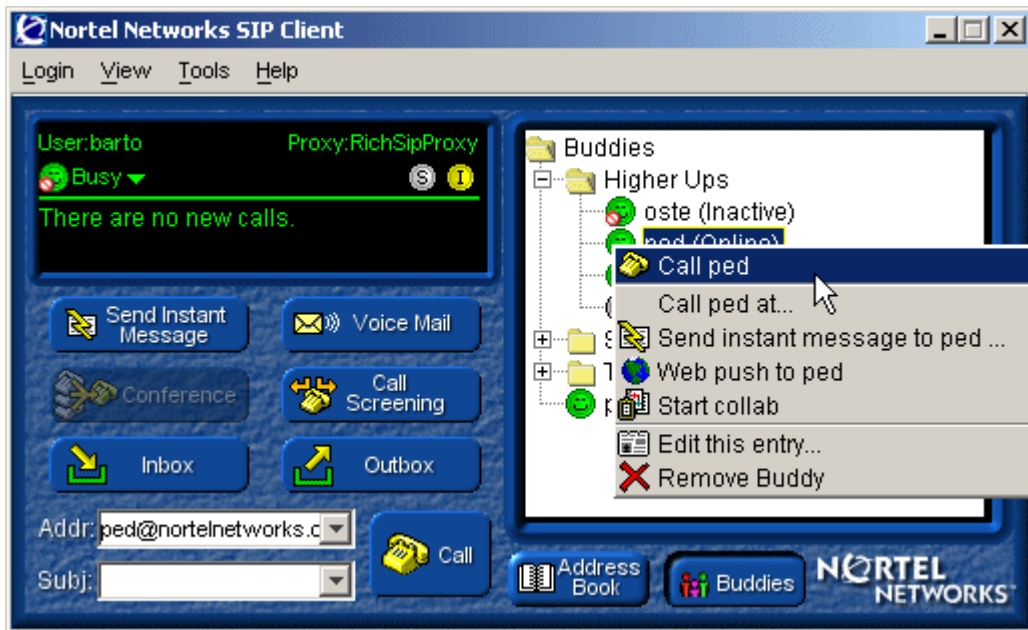 Nortel Networks SIP Client
Login View Tools Help
User:barto Proxy:RichSipProxy
Busy
S I
There are no new calls.
Send Instant
Message
Voice Mail
Conference
Call
Screening
Inbox
Outbox
Addr: ped@nortelnetworks.c
Subj:
Call
Buddies
Higher Ups
oste (Inactive)
ped (Online)
Call ped
Call ped at...
Send instant message to ped ...
Web push to ped
Start collab
Edit this entry...
Remove Buddy
Address
Book
Buddies
NORTEL
NETWORKS